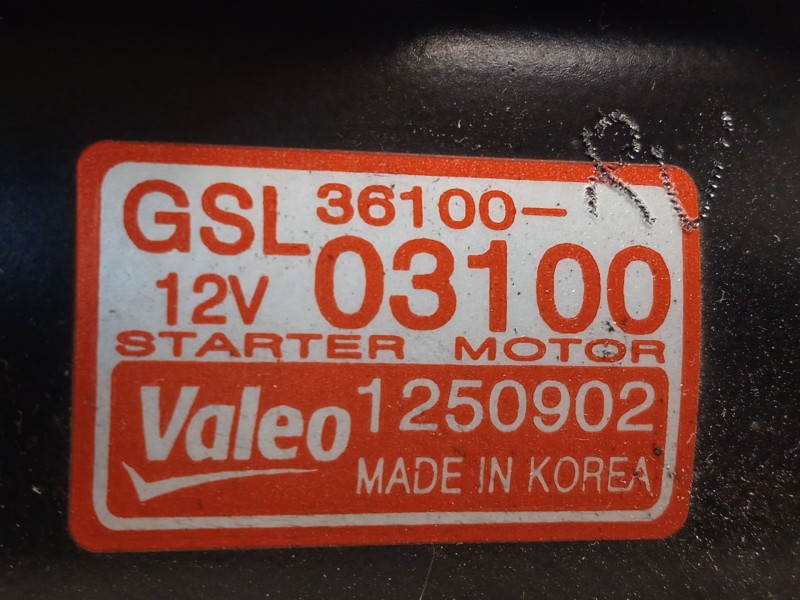 GSL 36100-
12V 03100
STARTER MOTOR
Valeo 1250902
MADE IN KOREA